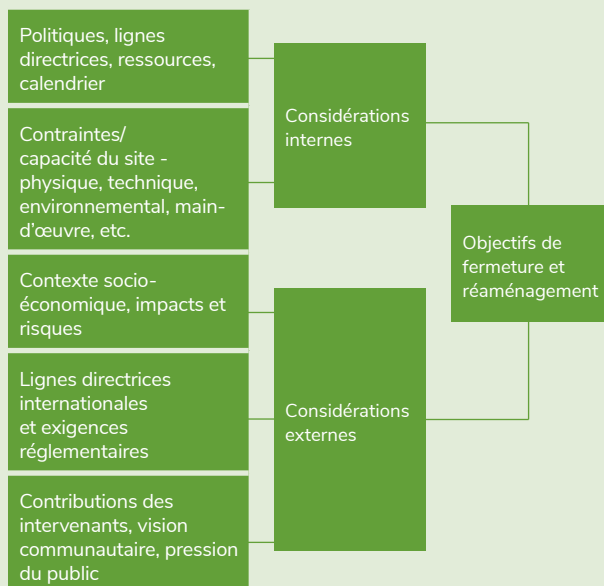 Politiques, lignes
directrices, ressources,
calendrier
Contraintes/
capacité du site -
physique, technique,
environnemental, main-
d'œuvre, etc.
Contexte socio-
économique, impacts et
risques
Lignes directrices
internationales
et exigences
réglementaires
Contributions des
intervenants, vision
communautaire, pression
du public
Considérations
internes
Considérations
externes
Objectifs de
fermeture et
réaménagement